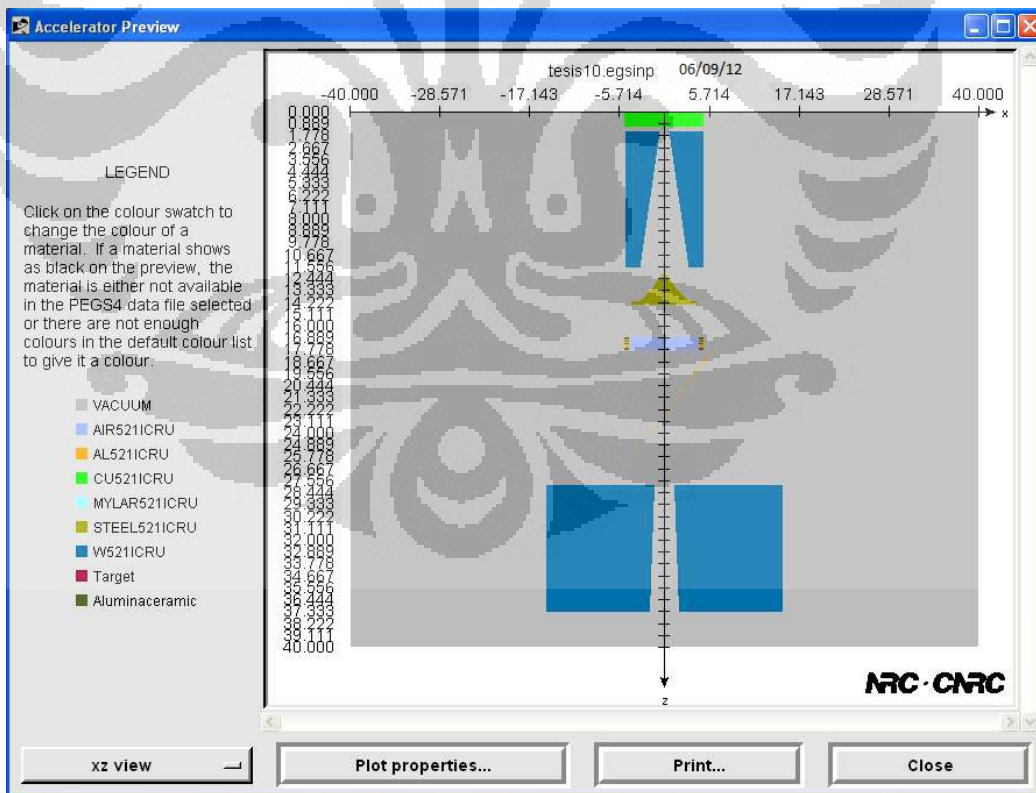 Accelerator Preview
tesis10.egsinp 06/09/12
-40.000 -28.571 -17.143 -5.714 5.714 17.143 28.571 40.000
x
0.000
0.889
1.778
2.667
3.556
4.444
5.333
6.222
7.111
8.000
8.889
9.778
10.667
11.556
12.444
13.333
14.222
15.111
16.000
16.889
17.778
18.667
19.556
20.444
21.333
22.222
23.111
24.000
24.889
25.778
26.667
27.556
28.444
29.333
30.222
31.111
32.000
32.889
33.778
34.667
35.556
36.444
37.333
38.222
39.111
40.000
z
LEGEND
Click on the colour swatch to
change the colour of a
material. If a material shows
as black on the preview, the
material is either not available
in the PEGS4 data file selected
or there are not enough
colours in the default colour list
to give it a colour.
VACUUM
AIR521ICRU
AL521ICRU
CU521ICRU
MYLAR521ICRU
STEEL521ICRU
W521ICRU
Target
Aluminaceramic
NRC·CNRC
xz view
Plot properties...
Print...
Close